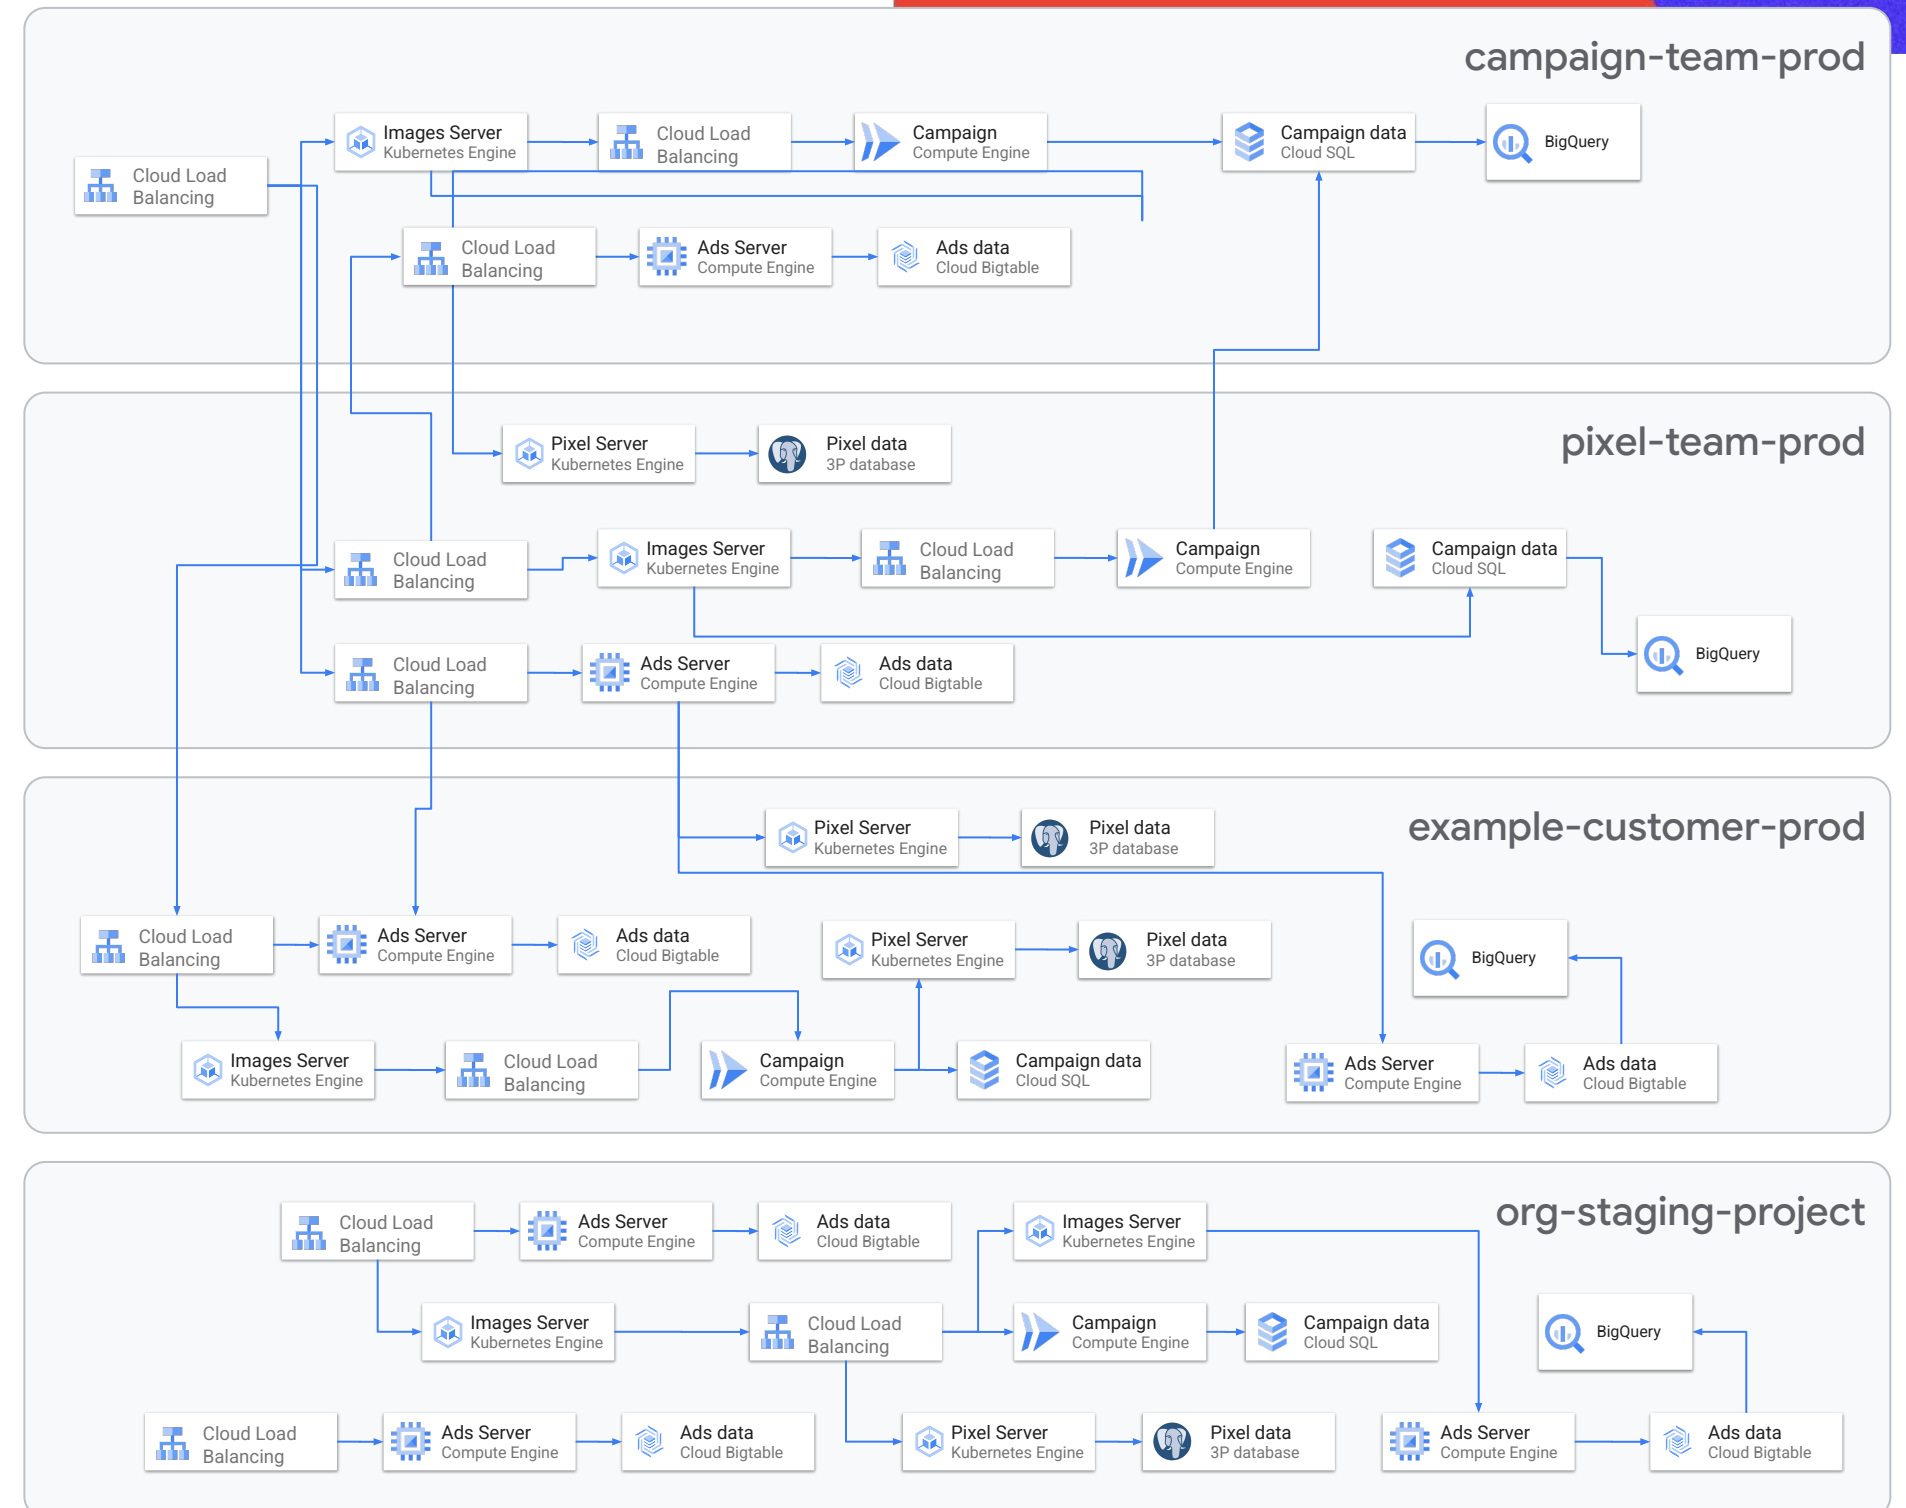 campaign-team-prod
Images Server
Kubernetes Engine
Cloud Load
Balancing
Campaign
Compute Engine
Campaign data
Cloud SQL
BigQuery
Cloud Load
Balancing
Cloud Load
Balancing
Ads Server
Compute Engine
Ads data
Cloud Bigtable
pixel-team-prod
Pixel Server
Kubernetes Engine
Pixel data
3P database
Cloud Load
Balancing
Images Server
Kubernetes Engine
Cloud Load
Balancing
Campaign
Compute Engine
Campaign data
Cloud SQL
BigQuery
Cloud Load
Balancing
Ads Server
Compute Engine
Ads data
Cloud Bigtable
example-customer-prod
Pixel Server
Kubernetes Engine
Pixel data
3P database
Cloud Load
Balancing
Ads Server
Compute Engine
Ads data
Cloud Bigtable
Pixel Server
Kubernetes Engine
Pixel data
3P database
BigQuery
Images Server
Kubernetes Engine
Cloud Load
Balancing
Campaign
Compute Engine
Campaign data
Cloud SQL
Ads Server
Compute Engine
Ads data
Cloud Bigtable
org-staging-project
Cloud Load
Balancing
Ads Server
Compute Engine
Ads data
Cloud Bigtable
Images Server
Kubernetes Engine
Images Server
Kubernetes Engine
Cloud Load
Balancing
Campaign
Compute Engine
Campaign data
Cloud SQL
BigQuery
Cloud Load
Balancing
Ads Server
Compute Engine
Ads data
Cloud Bigtable
Pixel Server
Kubernetes Engine
Pixel data
3P database
Ads Server
Compute Engine
Ads data
Cloud Bigtable